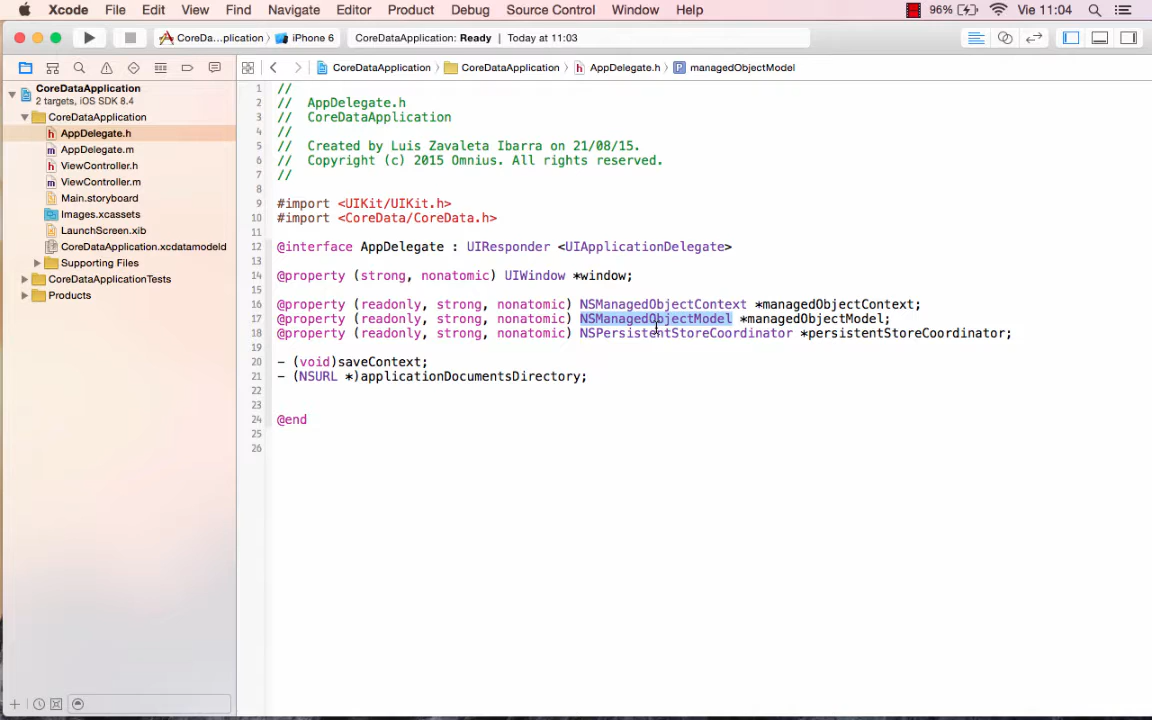 Xcode File Edit View Find Navigate Editor Product Debug Source Control Window Help 96% Vie 11:04
CoreDa...plication iPhone 6 CoreDataApplication: Ready Today at 11:03
CoreDataApplication CoreDataApplication AppDelegate.h managedObjectModel
CoreDataApplication
2 targets, iOS SDK 8.4
CoreDataApplication
AppDelegate.h
AppDelegate.m
ViewController.h
ViewController.m
Main.storyboard
Images.xcassets
LaunchScreen.xib
CoreDataApplication.xcdatamodeld
Supporting Files
CoreDataApplicationTests
Products
1 //
2 // AppDelegate.h
3 // CoreDataApplication
4 //
5 // Created by Luis Zavaleta Ibarra on 21/08/15.
6 // Copyright (c) 2015 Omnius. All rights reserved.
7 //
8
9 #import <UIKit/UIKit.h>
10 #import <CoreData/CoreData.h>
11
12 @interface AppDelegate : UIResponder <UIApplicationDelegate>
13
14 @property (strong, nonatomic) UIWindow *window;
15
16 @property (readonly, strong, nonatomic) NSManagedObjectContext *managedObjectContext;
17 @property (readonly, strong, nonatomic) NSManagedObjectModel *managedObjectModel;
18 @property (readonly, strong, nonatomic) NSPersistentStoreCoordinator *persistentStoreCoordinator;
19
20 - (void)saveContext;
21 - (NSURL *)applicationDocumentsDirectory;
22
23
24 @end
25
26